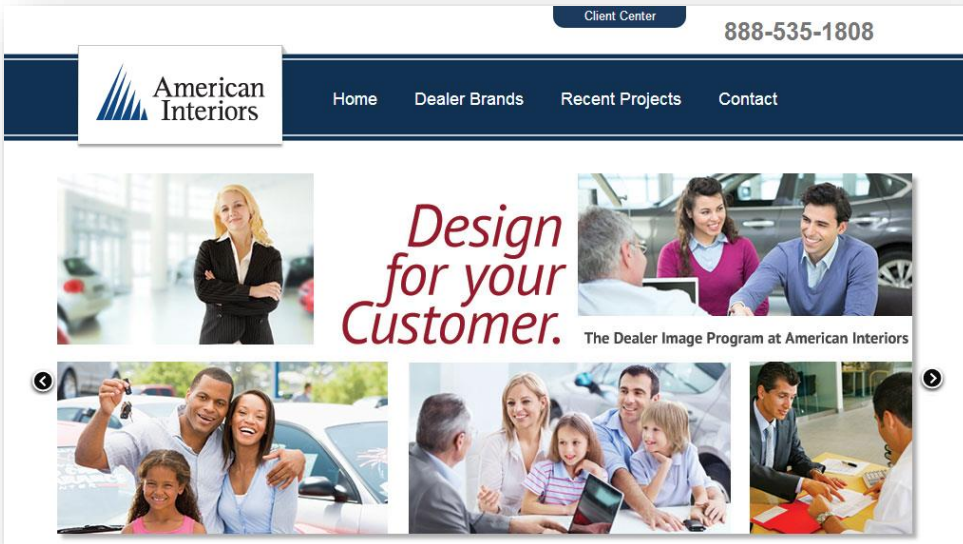 Client Center
888-535-1808
American
Interiors
Home Dealer Brands Recent Projects Contact
Design
for your
Customer.
The Dealer Image Program at American Interiors